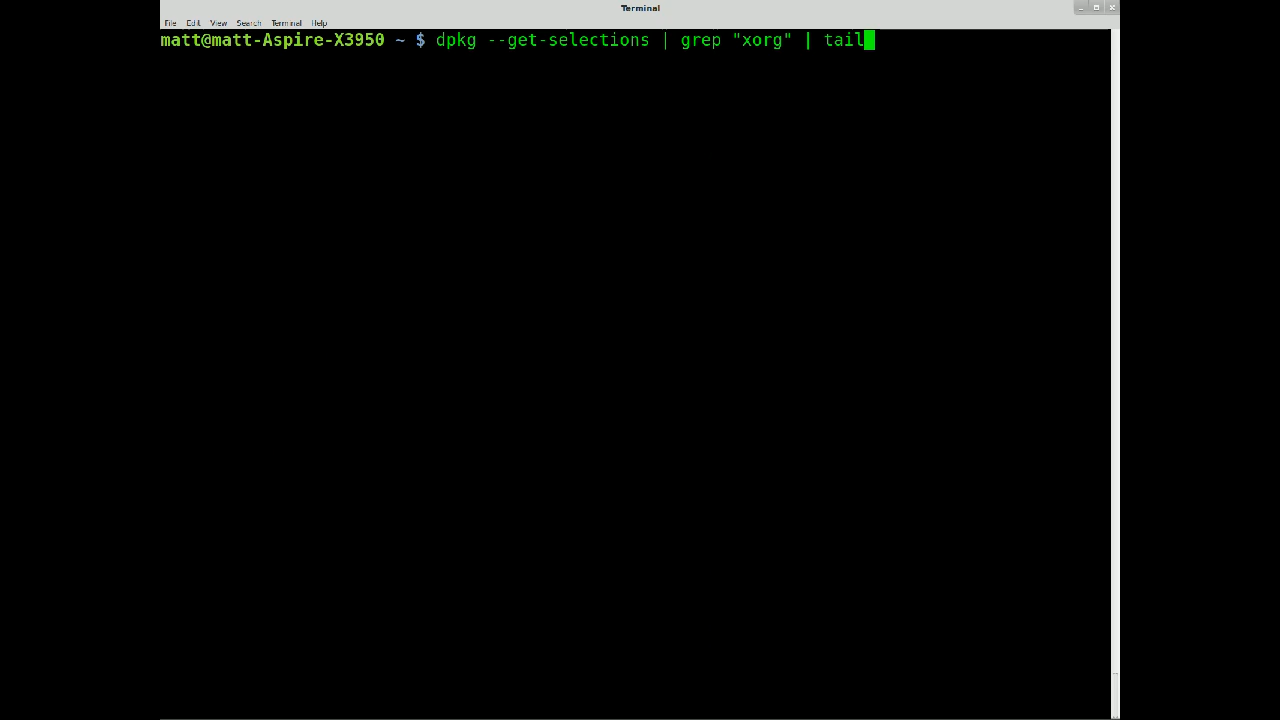 Terminal
File Edit View Search Terminal Help
matt@matt-Aspire-X3950 ~ $ dpkg --get-selections | grep "xorg" | tail